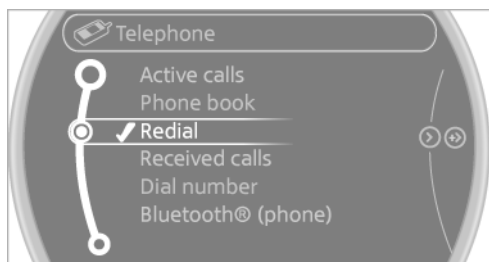 Telephone
Active calls
Phone book
Redial
Received calls
Dial number
Bluetooth® (phone)